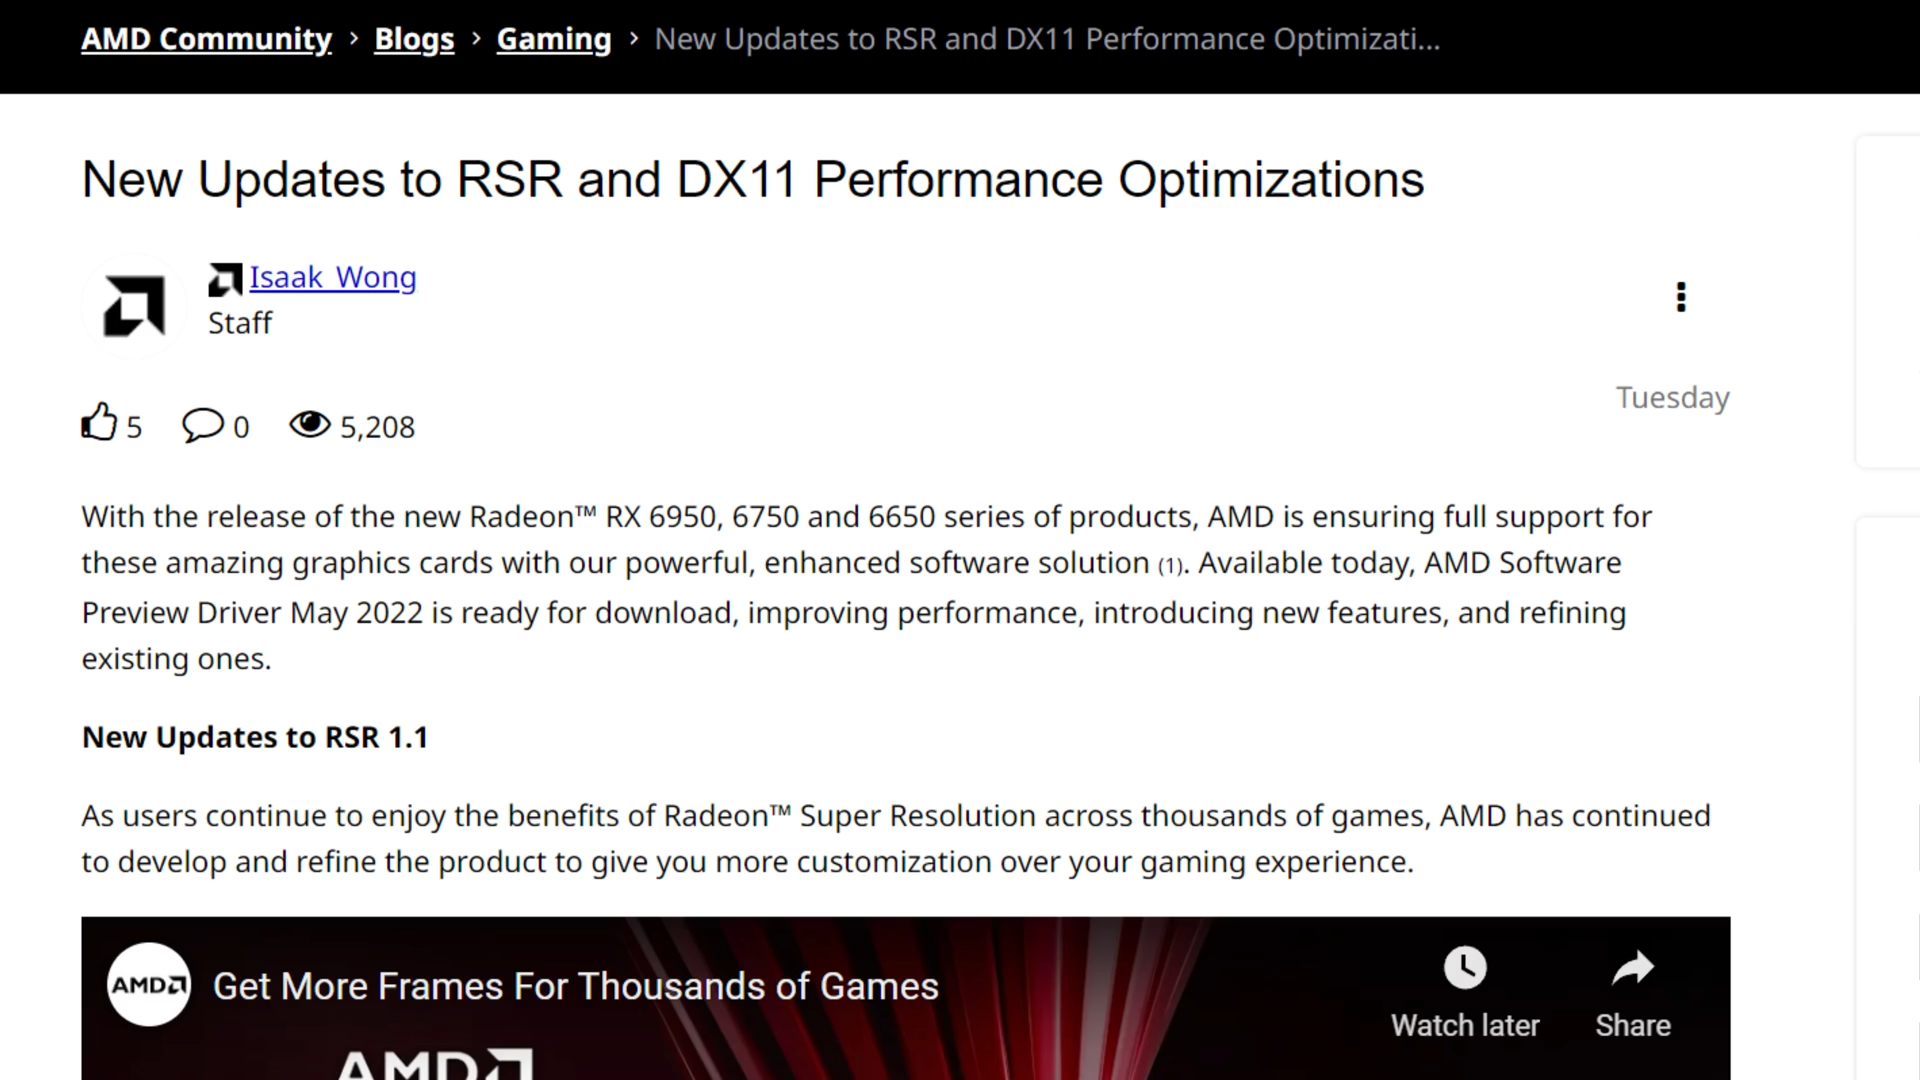 AMD Community › Blogs › Gaming › New Updates to RSR and DX11 Performance Optimizati...
New Updates to RSR and DX11 Performance Optimizations
Isaak_Wong
Staff
Tuesday
5 0 5,208
With the release of the new Radeon™ RX 6950, 6750 and 6650 series of products, AMD is ensuring full support for
these amazing graphics cards with our powerful, enhanced software solution (1). Available today, AMD Software
Preview Driver May 2022 is ready for download, improving performance, introducing new features, and refining
existing ones.
New Updates to RSR 1.1
As users continue to enjoy the benefits of Radeon™ Super Resolution across thousands of games, AMD has continued
to develop and refine the product to give you more customization over your gaming experience.
AMD Get More Frames For Thousands of Games
Watch later Share
AMD